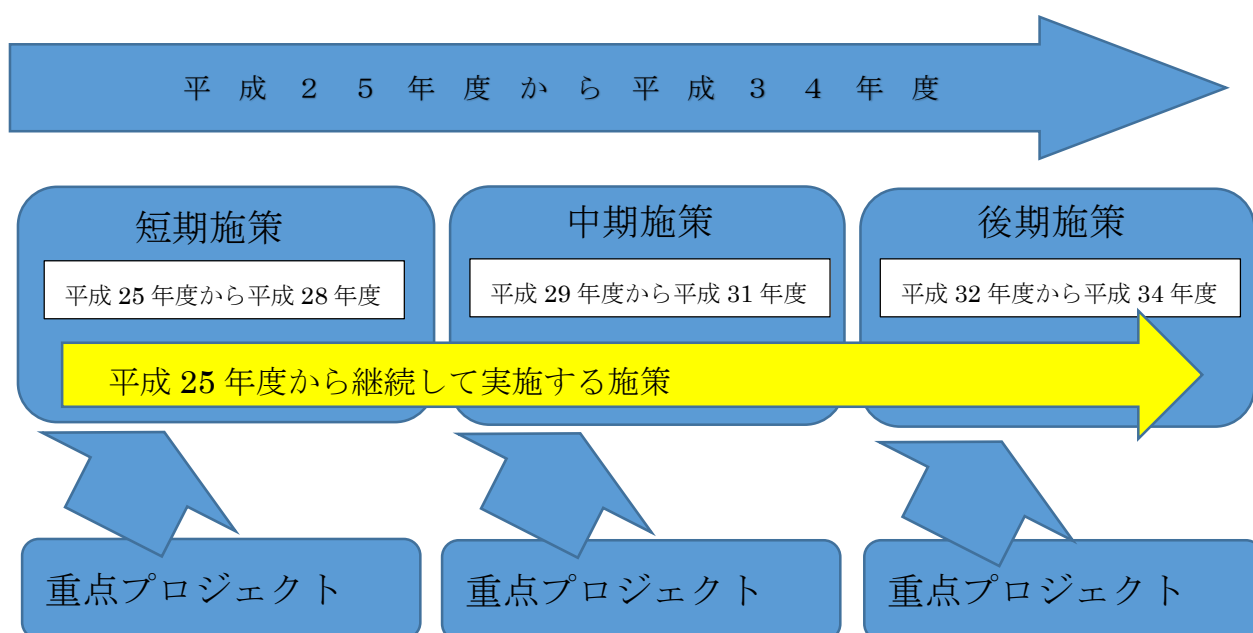 平成２５年度から平成３４年度
短期施策
平成 25 年度から平成 28 年度
中期施策
平成 29 年度から平成 31 年度
後期施策
平成 32 年度から平成 34 年度
平成 25 年度から継続して実施する施策
重点プロジェクト
重点プロジェクト
重点プロジェクト